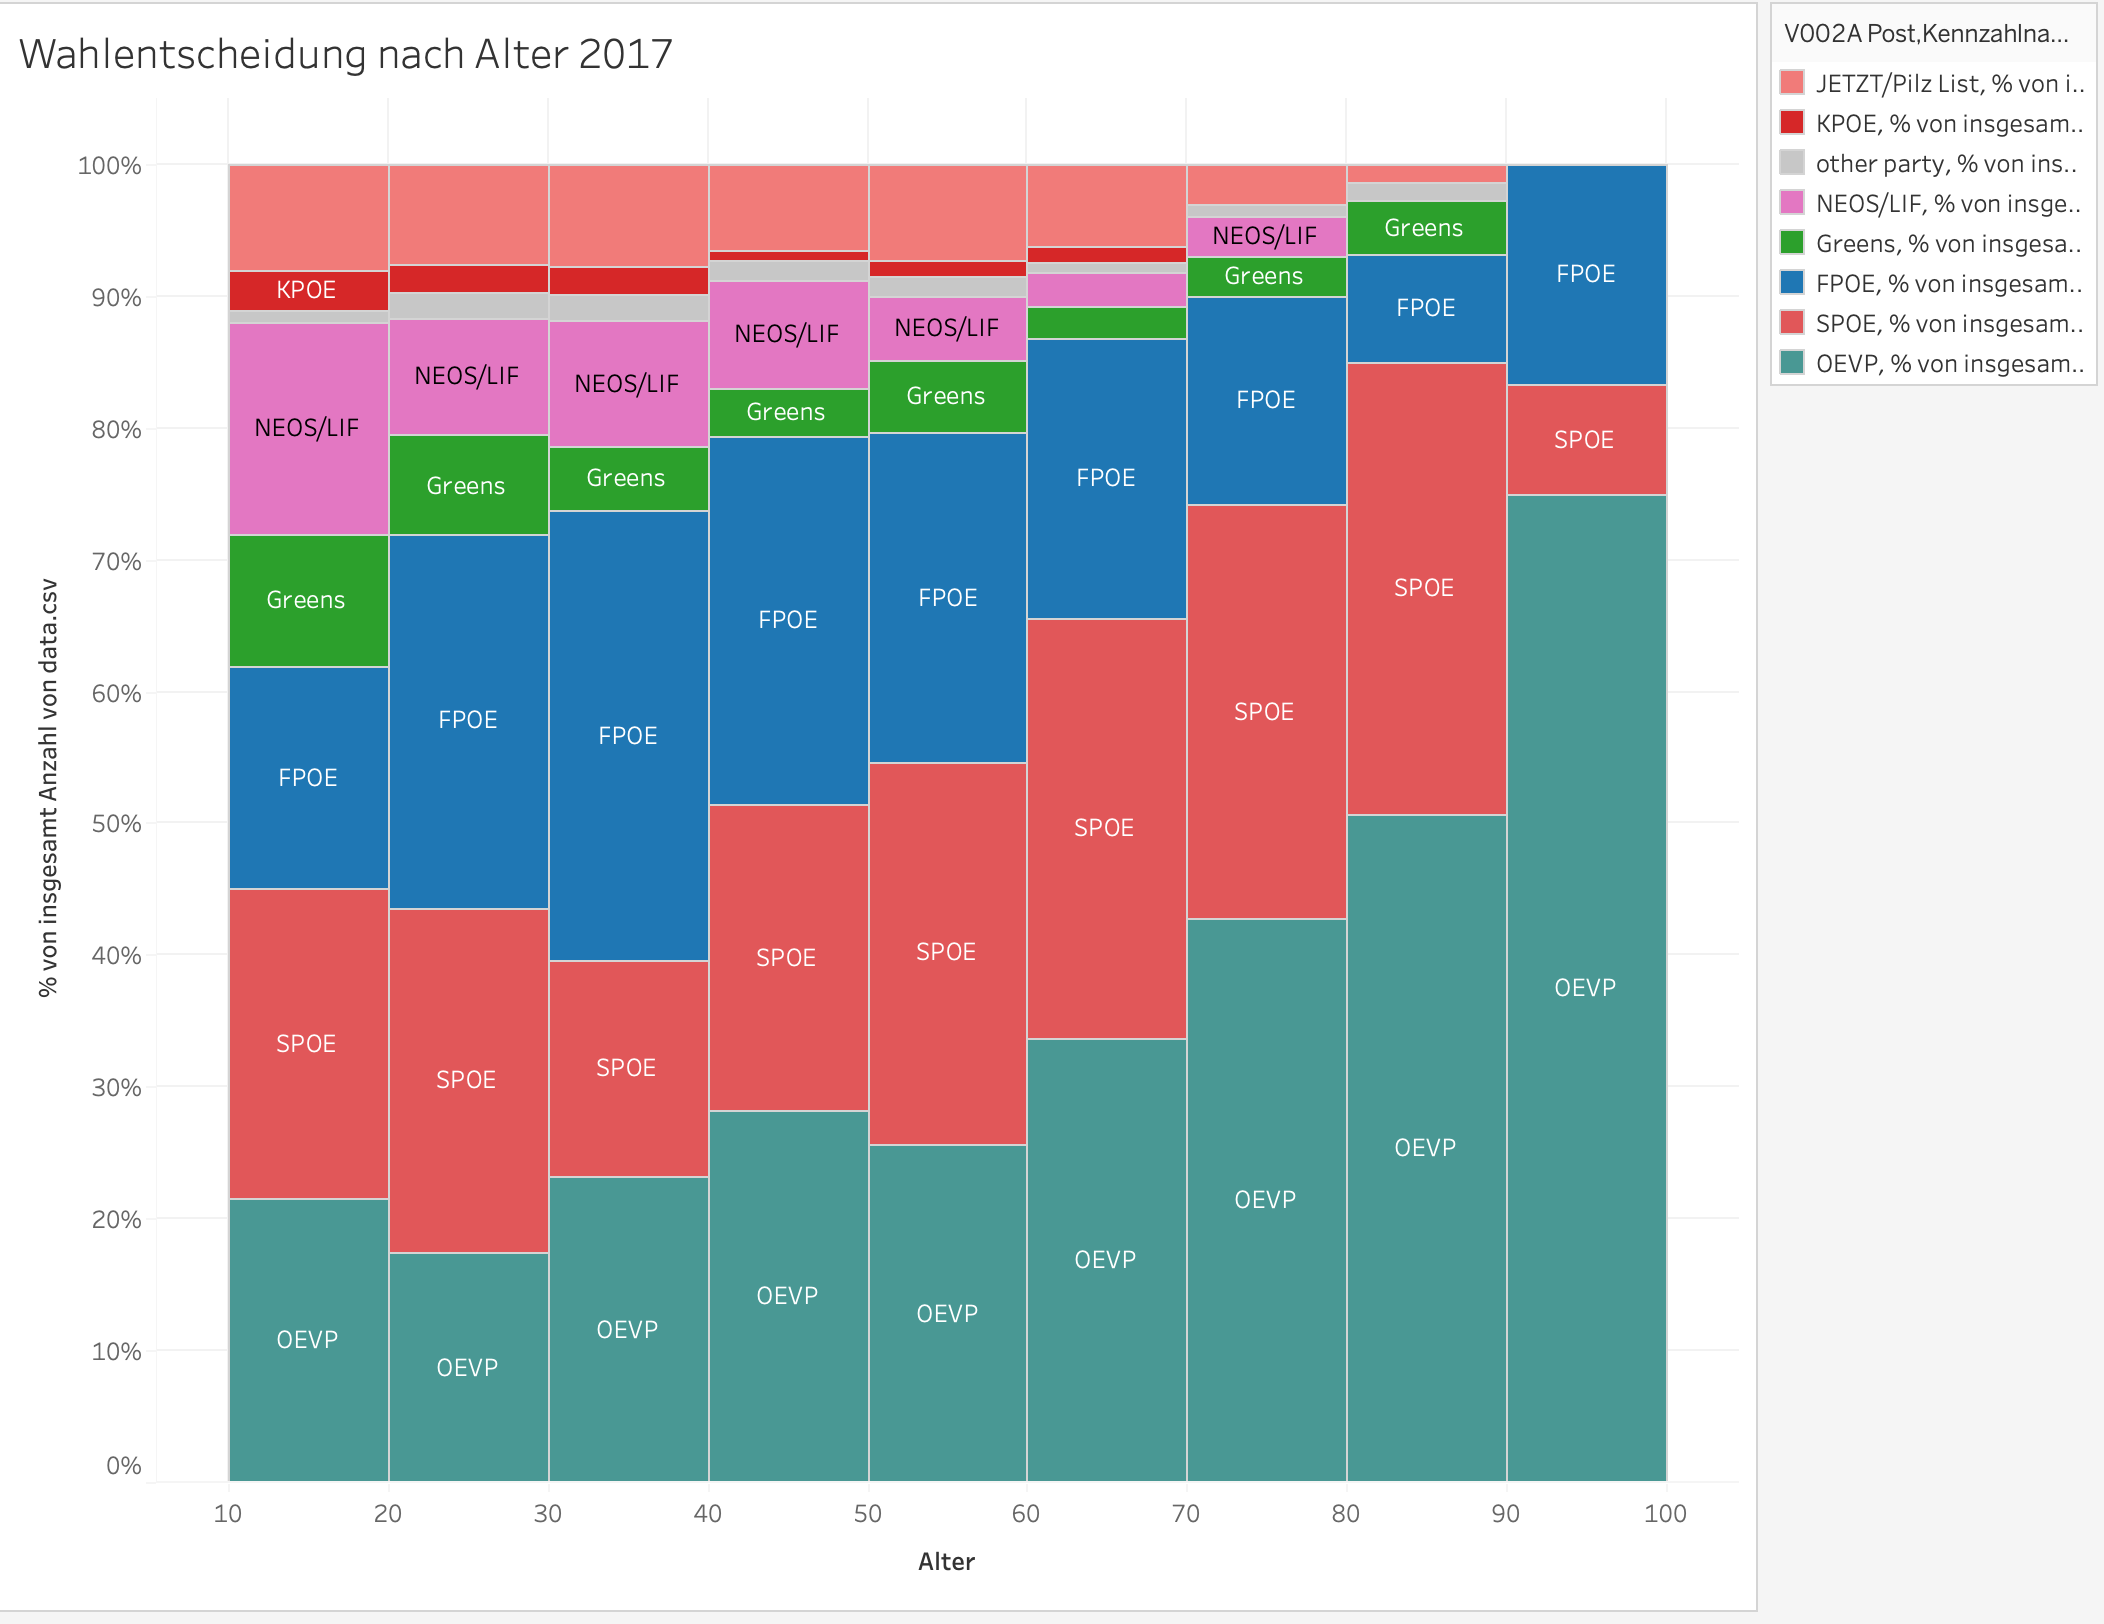 Wahlentscheidung nach Alter 2017
V002A Post,Kennzahlna...
JETZT/Pilz List, % von i..
KPOE, % von insgesam..
other party, % von ins..
NEOS/LIF, % von insge..
Greens, % von insgesa..
FPOE, % von insgesam..
SPOE, % von insgesam..
OEVP, % von insgesam..
% von insgesamt Anzahl von data.csv
100%
90%
80%
70%
60%
50%
40%
30%
20%
10%
0%
KPOE
NEOS/LIF
Greens
FPOE
SPOE
OEVP
NEOS/LIF
Greens
FPOE
SPOE
OEVP
NEOS/LIF
Greens
FPOE
SPOE
OEVP
NEOS/LIF
Greens
FPOE
SPOE
OEVP
NEOS/LIF
Greens
FPOE
SPOE
OEVP
FPOE
SPOE
OEVP
NEOS/LIF
Greens
FPOE
SPOE
OEVP
Greens
FPOE
SPOE
OEVP
FPOE
SPOE
OEVP
10 20 30 40 50 60 70 80 90 100
Alter